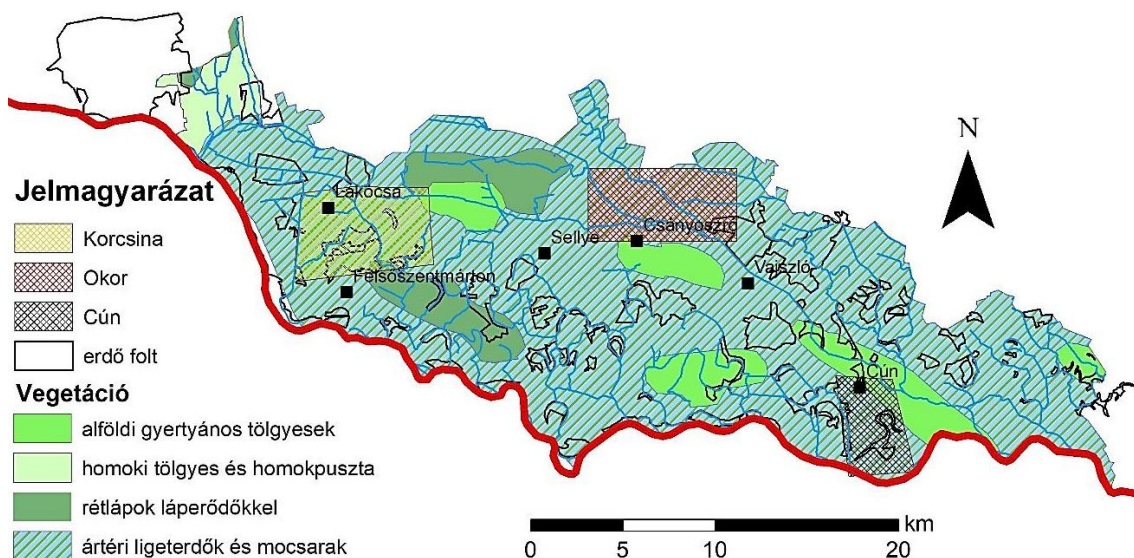 N
Lakócsa
Csányoszró
Sellye
Vajszló
Felsőszentmárton
Cún
Jelmagyarázat
Korcsina
Okor
Cún
erdő folt
Vegetáció
alföldi gyertyános tölgyesek
homoki tölgyes és homokpuszta
rétlápok láperdődőkkel
ártéri ligeterdők és mocsarak
km
0 5 10 20